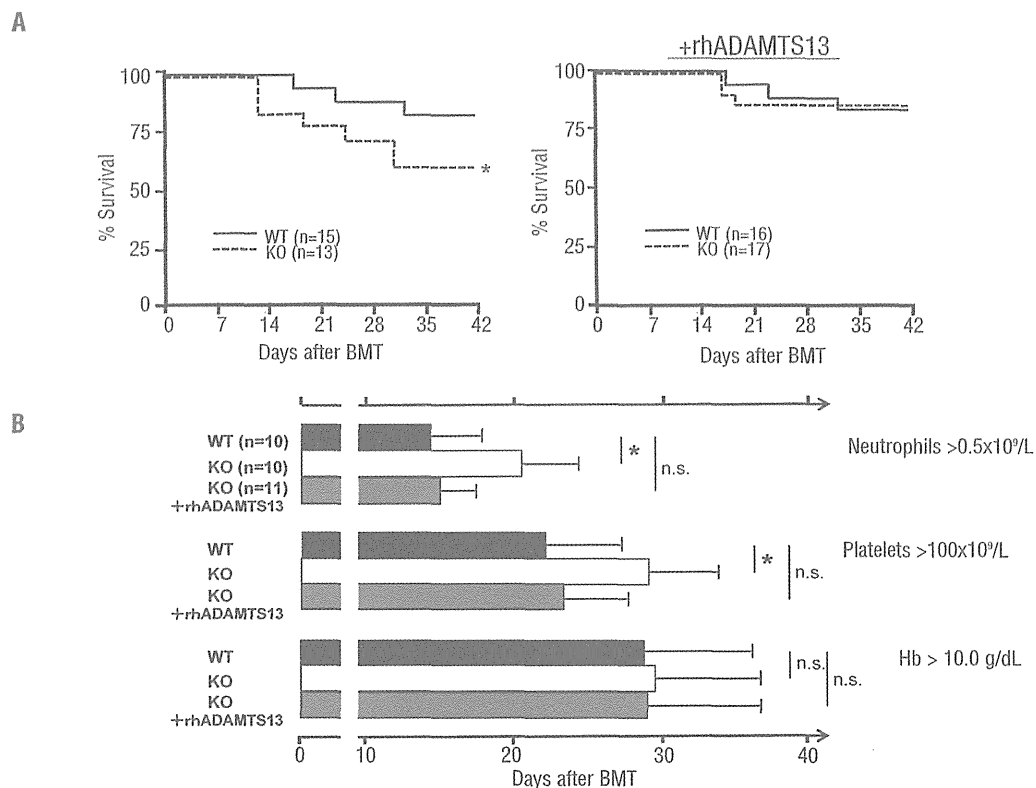 A
% Survival
100
75
50
25
0
WT (n=15)
KO (n=13)
*
0 7 14 21 28 35 42
Days after BMT
+rhADAMTS13
% Survival
100
75
50
25
0
WT (n=16)
KO (n=17)
0 7 14 21 28 35 42
Days after BMT
B
WT (n=10)
KO (n=10)
KO (n=11)
+rhADAMTS13
* n.s.
Neutrophils >0.5x10⁹/L
WT
KO
KO
+rhADAMTS13
* n.s.
Platelets >100x10⁹/L
WT
KO
KO
+rhADAMTS13
n.s. n.s.
Hb > 10.0 g/dL
0 10 20 30 40
Days after BMT